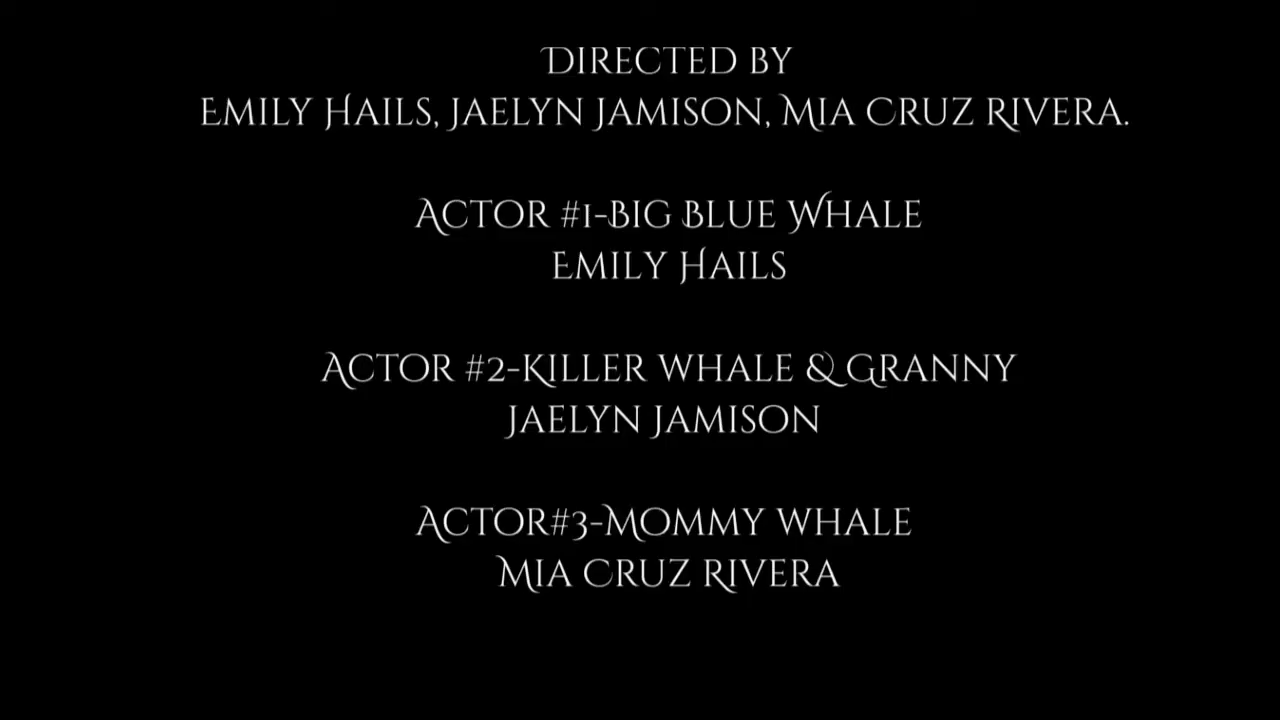 Directed by
Emily Hails, Jaelyn Jamison, Mia Cruz Rivera.
Actor #1-Big Blue Whale
Emily Hails
Actor #2-Killer whale & Granny
Jaelyn Jamison
Actor#3-Mommy whale
Mia Cruz Rivera